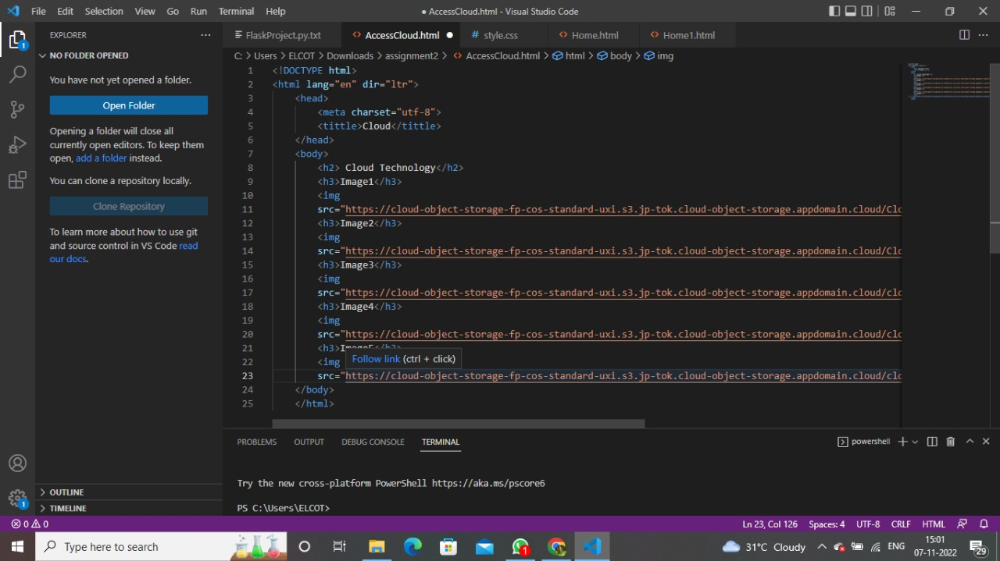 File Edit Selection View Go Run Terminal Help
● AccessCloud.html - Visual Studio Code
EXPLORER
FlaskProject.py.txt
AccessCloud.html
style.css
Home.html
Home1.html
NO FOLDER OPENED
C: > Users > ELCOT > Downloads > assignment2 > AccessCloud.html > html > body > img
You have not yet opened a folder.
Open Folder
Opening a folder will close all
currently open editors. To keep them
open, add a folder instead.
You can clone a repository locally.
Clone Repository
To learn more about how to use git
and source control in VS Code read
our docs.
OUTLINE
TIMELINE
1 <!DOCTYPE html>
2 <html lang="en" dir="ltr">
3 <head>
4 <meta charset="utf-8">
5 <tittle>Cloud</tittle>
6 </head>
7 <body>
8 <h2> Cloud Technology</h2>
9 <h3>Image1</h3>
10 <img
11 src="https://cloud-object-storage-fp-cos-standard-uxi.s3.jp-tok.cloud-object-storage.appdomain.cloud/Clo
12 <h3>Image2</h3>
13 <img
14 src="https://cloud-object-storage-fp-cos-standard-uxi.s3.jp-tok.cloud-object-storage.appdomain.cloud/Clo
15 <h3>Image3</h3>
16 <img
17 src="https://cloud-object-storage-fp-cos-standard-uxi.s3.jp-tok.cloud-object-storage.appdomain.cloud/clo
18 <h3>Image4</h3>
19 <img
20 src="https://cloud-object-storage-fp-cos-standard-uxi.s3.jp-tok.cloud-object-storage.appdomain.cloud/clo
21 <h3>Image5</h3>
22 <img
Follow link (ctrl + click)
23 src="https://cloud-object-storage-fp-cos-standard-uxi.s3.jp-tok.cloud-object-storage.appdomain.cloud/clo
24 </body>
25 </html>
PROBLEMS OUTPUT DEBUG CONSOLE TERMINAL
powershell
Try the new cross-platform PowerShell https://aka.ms/pscore6
PS C:\Users\ELCOT>
0 0
Ln 23, Col 126 Spaces: 4 UTF-8 CRLF HTML
Type here to search
31°C Cloudy
ENG
15:01
07-11-2022
29